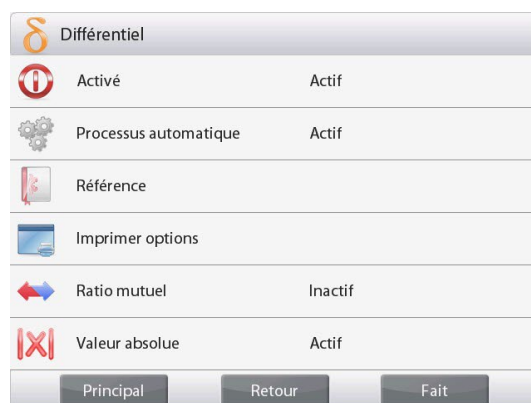 δ Différentiel
Activé Actif
Processus automatique Actif
Référence
Imprimer options
Ratio mutuel Inactif
|X| Valeur absolue Actif
Principal Retour Fait